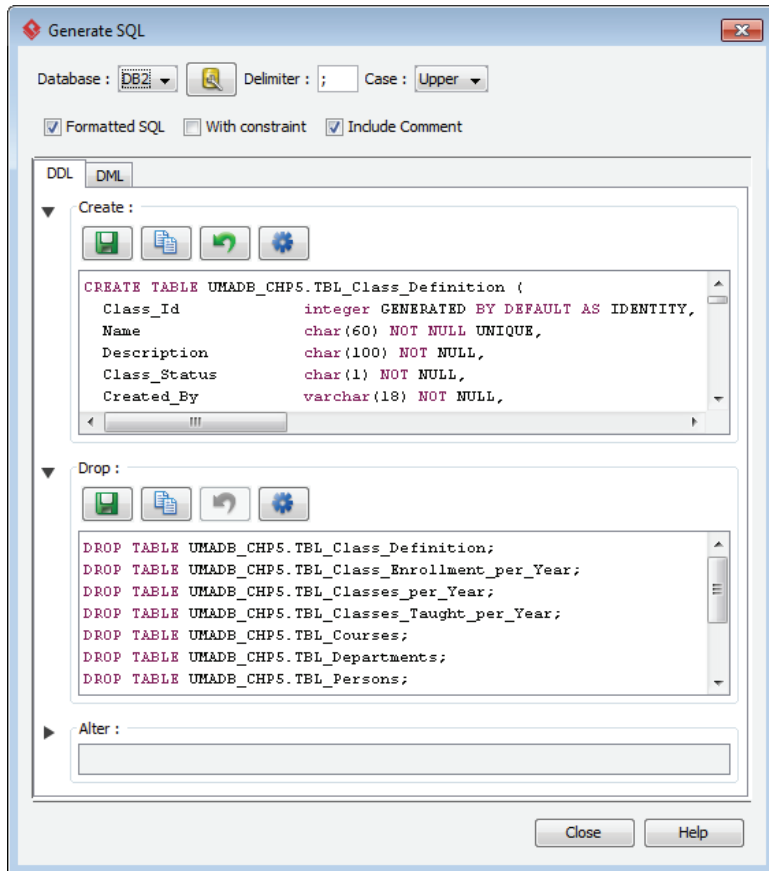 Generate SQL
Database : DB2 Delimiter : ; Case : Upper
Formatted SQL With constraint Include Comment
DDL DML
Create :
CREATE TABLE UMADB_CHP5.TBL_Class_Definition (
Class_Id integer GENERATED BY DEFAULT AS IDENTITY,
Name char(60) NOT NULL UNIQUE,
Description char(100) NOT NULL,
Class_Status char(1) NOT NULL,
Created_By varchar(18) NOT NULL,
Drop :
DROP TABLE UMADB_CHP5.TBL_Class_Definition;
DROP TABLE UMADB_CHP5.TBL_Class_Enrollment_per_Year;
DROP TABLE UMADB_CHP5.TBL_Classes_per_Year;
DROP TABLE UMADB_CHP5.TBL_Classes_Taught_per_Year;
DROP TABLE UMADB_CHP5.TBL_Courses;
DROP TABLE UMADB_CHP5.TBL_Departments;
DROP TABLE UMADB_CHP5.TBL_Persons;
Alter :
Close Help